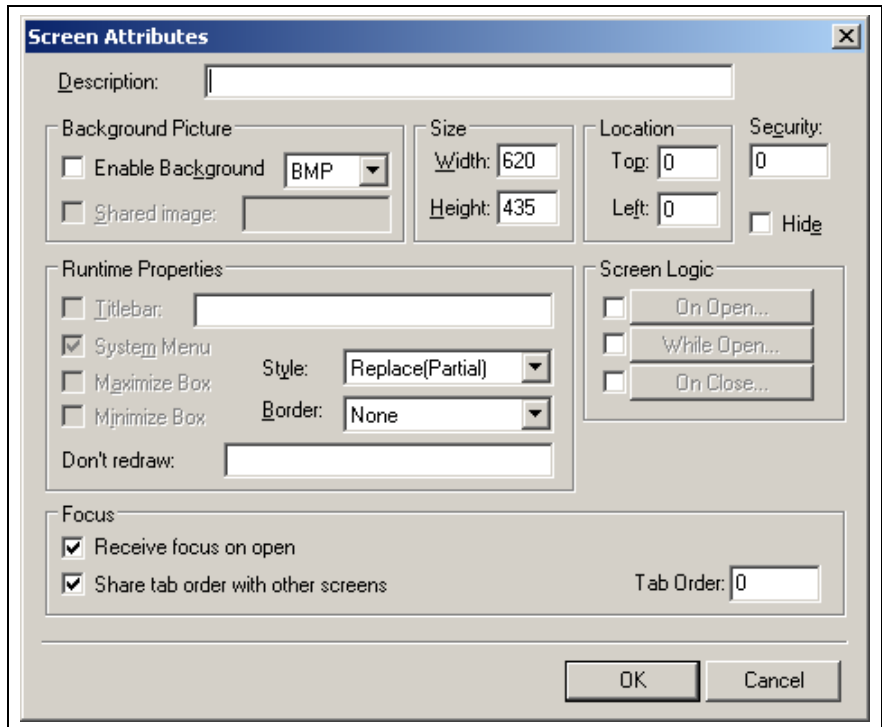 Screen Attributes
Description:
Background Picture
Enable Background BMP
Shared image:
Size
Width: 620
Height: 435
Location
Top: 0
Left: 0
Security:
0
Hide
Runtime Properties
Titlebar:
System Menu
Maximize Box
Minimize Box
Style: Replace(Partial)
Border: None
Don't redraw:
Screen Logic
On Open...
While Open...
On Close...
Focus
Receive focus on open
Share tab order with other screens
Tab Order: 0
OK
Cancel